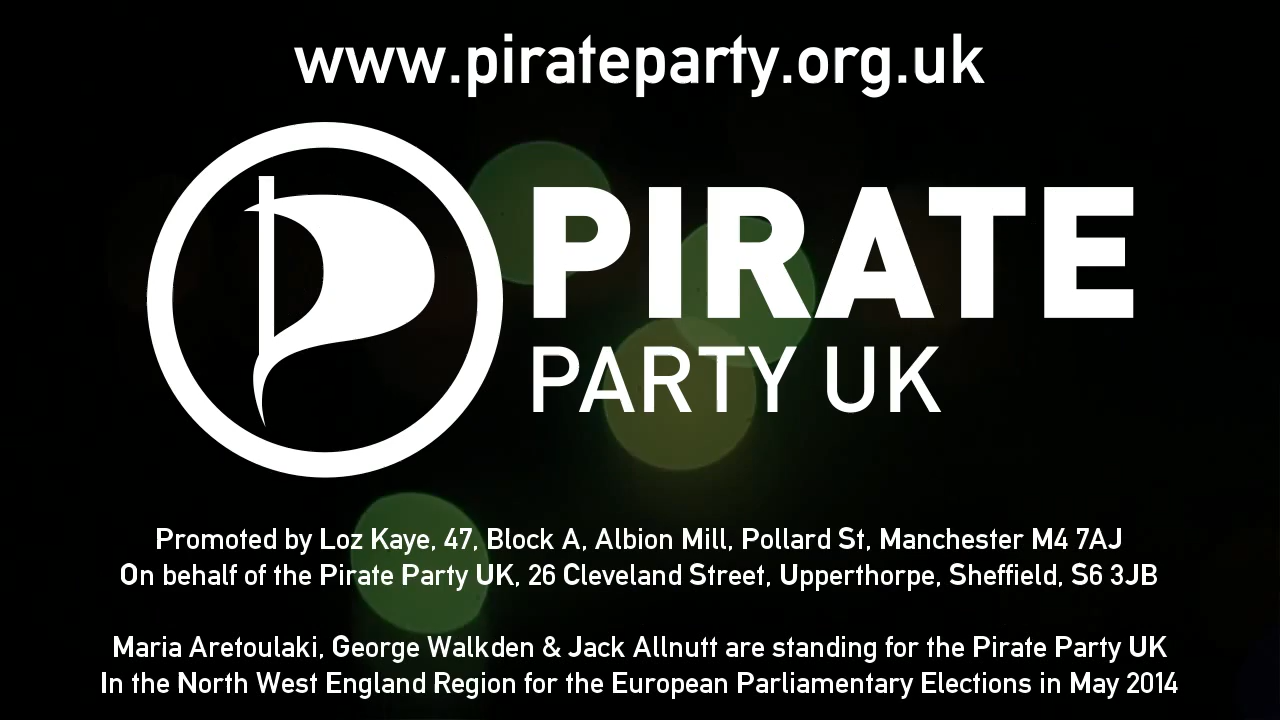 www.pirateparty.org.uk
PIRATE
PARTY UK
Promoted by Loz Kaye, 47, Block A, Albion Mill, Pollard St, Manchester M4 7AJ
On behalf of the Pirate Party UK, 26 Cleveland Street, Upperthorpe, Sheffield, S6 3JB
Maria Aretoulaki, George Walkden & Jack Allnutt are standing for the Pirate Party UK
In the North West England Region for the European Parliamentary Elections in May 2014